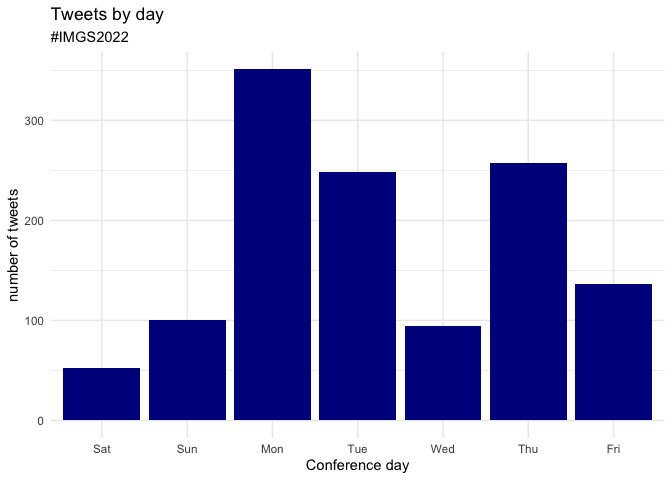 Tweets by day
#IMGS2022
number of tweets
300
200
100
0
Sat Sun Mon Tue Wed Thu Fri
Conference day